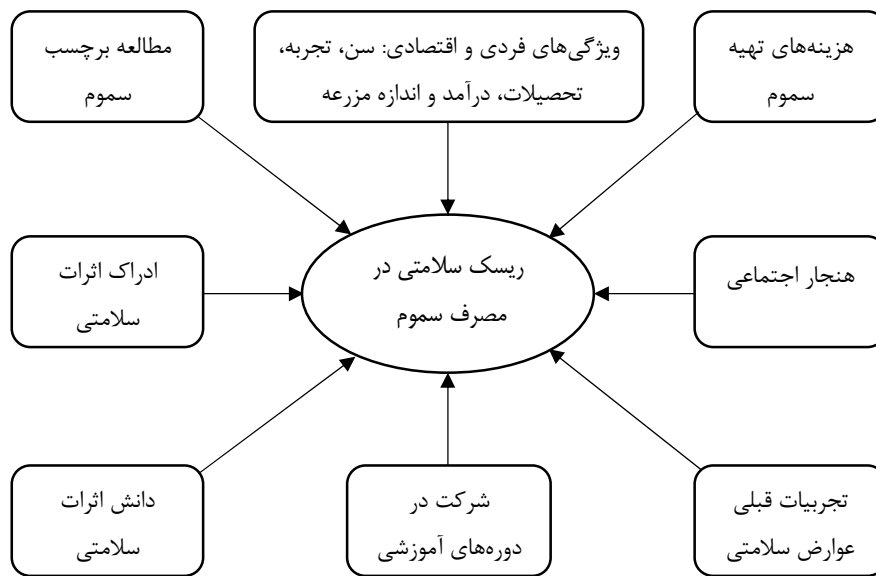 هزینه‌های تهیه
سموم
ویژگی‌های فردی و اقتصادی: سن، تجربه،
تحصیلات، درآمد و اندازه مزرعه
مطالعه برچسب
سموم
هنجار اجتماعی
ریسک سلامتی در
مصرف سموم
ادراک اثرات
سلامتی
تجربیات قبلی
عوارض سلامتی
شرکت در
دوره‌های آموزشی
دانش اثرات
سلامتی